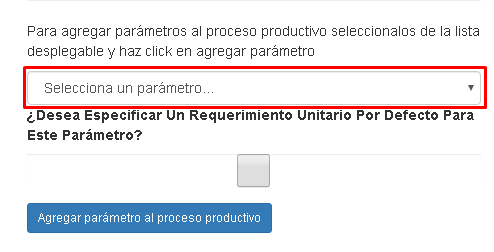 Para agregar parámetros al proceso productivo seleccionalos de la lista
desplegable y haz click en agregar parámetro
Selecciona un parámetro...
¿Desea Especificar Un Requerimiento Unitario Por Defecto Para
Este Parámetro?
Agregar parámetro al proceso productivo